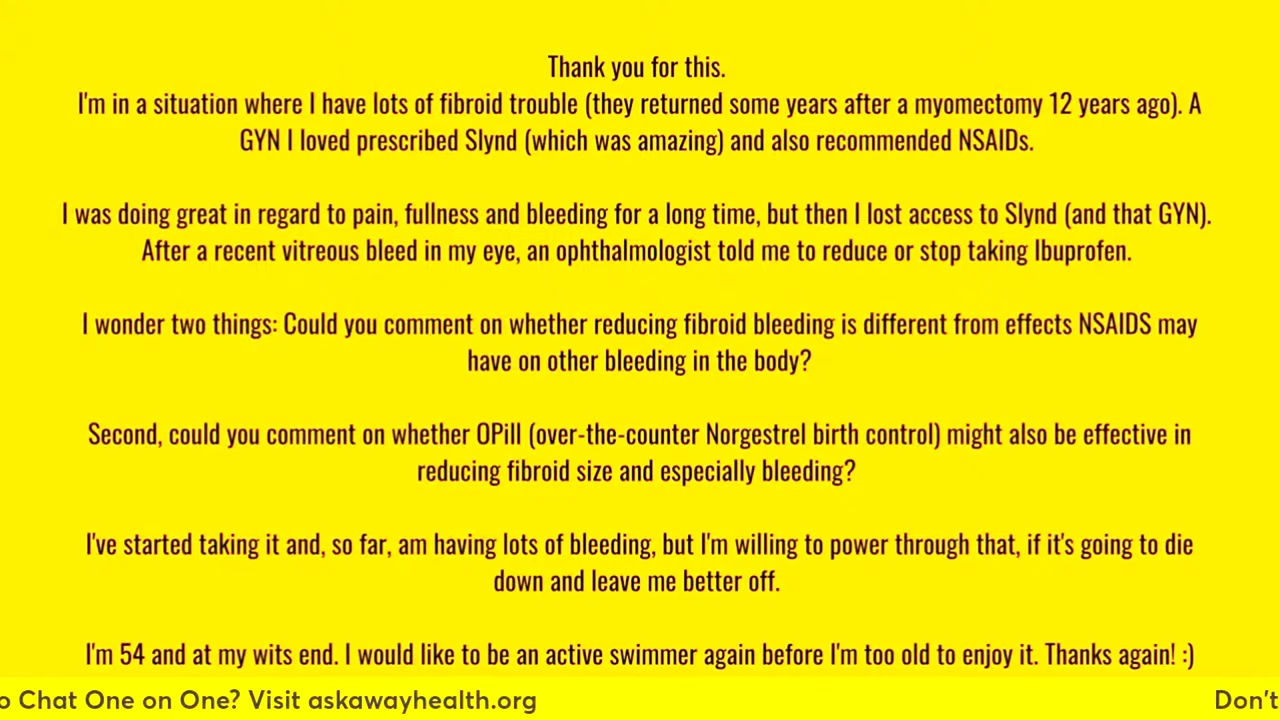 Thank you for this.
I'm in a situation where I have lots of fibroid trouble (they returned some years after a myomectomy 12 years ago). A
GYN I loved prescribed Slynd (which was amazing) and also recommended NSAIDs.
I was doing great in regard to pain, fullness and bleeding for a long time, but then I lost access to Slynd (and that GYN).
After a recent vitreous bleed in my eye, an ophthalmologist told me to reduce or stop taking Ibuprofen.
I wonder two things: Could you comment on whether reducing fibroid bleeding is different from effects NSAIDS may
have on other bleeding in the body?
Second, could you comment on whether OPill (over-the-counter Norgestrel birth control) might also be effective in
reducing fibroid size and especially bleeding?
I've started taking it and, so far, am having lots of bleeding, but I'm willing to power through that, if it's going to die
down and leave me better off.
I'm 54 and at my wits end. I would like to be an active swimmer again before I'm too old to enjoy it. Thanks again! :)
o Chat One on One? Visit askawayhealth.org Don't